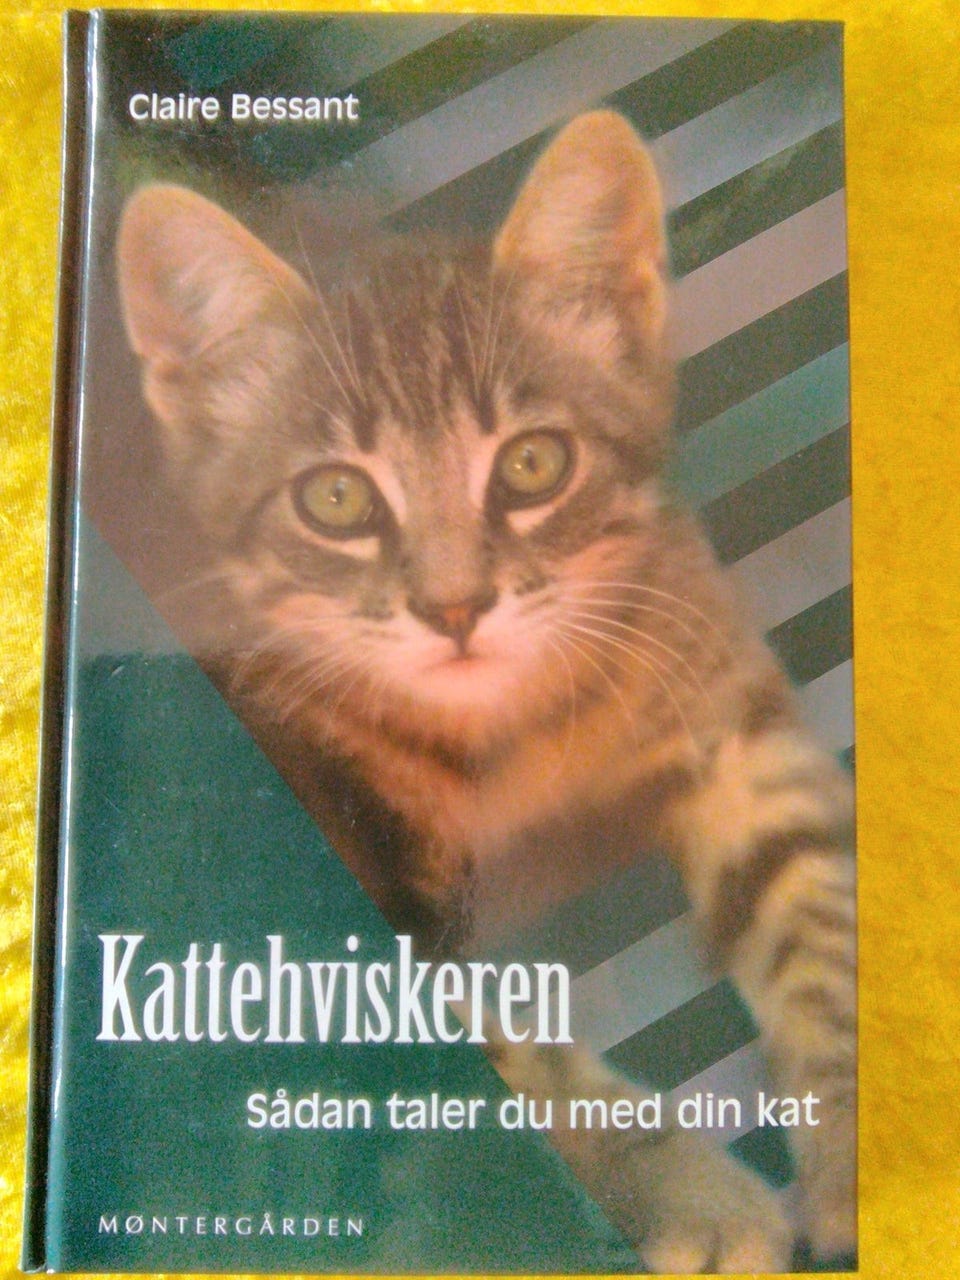 Claire Bessant
Kattehviskeren
Sådan taler du med din kat
MØNTERGÅRDEN